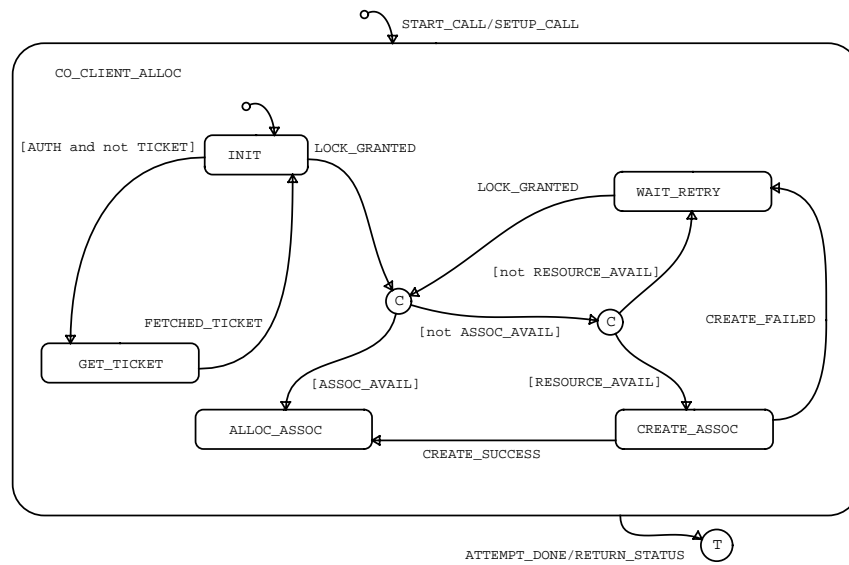 START_CALL/SETUP_CALL
CO_CLIENT_ALLOC
[AUTH and not TICKET]
INIT
LOCK_GRANTED
LOCK_GRANTED
WAIT_RETRY
[not RESOURCE_AVAIL]
C
C
FETCHED_TICKET
[not ASSOC_AVAIL]
CREATE_FAILED
GET_TICKET
[ASSOC_AVAIL]
[RESOURCE_AVAIL]
ALLOC_ASSOC
CREATE_ASSOC
CREATE_SUCCESS
ATTEMPT_DONE/RETURN_STATUS
T